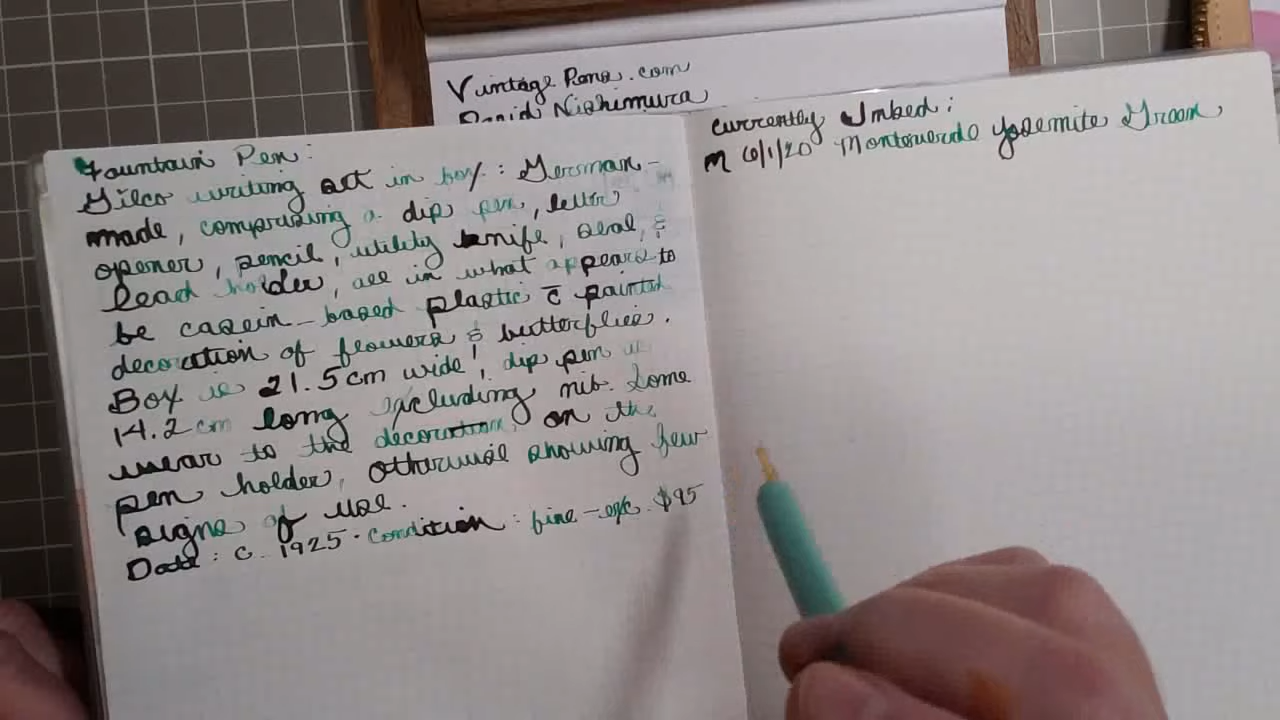 Vintage Pens.com
David Nishimura
Fountain Pen:
Gilco writing set in box: German-
made, comprising a dip pen, letter
opener, pencil, utility knife, seal, &
lead holder, all in what appears to
be casein-based plastic c̄ painted
decoration of flowers & butterflies.
Box is 21.5cm wide; dip pen is
14.2cm long including nib. Some
wear to the decoration on the
pen holder, otherwise showing few
signs of use.
Date: c. 1925. Condition: fine-exc. $95
Currently Inked:
M 6/1/20 Monteverde Yosemite Green